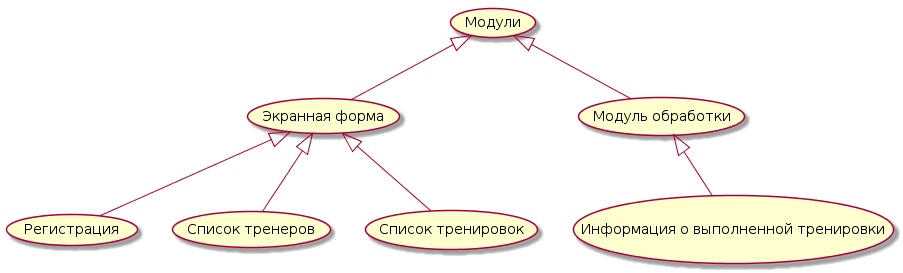 Модули
Экранная форма
Модуль обработки
Регистрация
Список тренеров
Список тренировок
Информация о выполненной тренировки